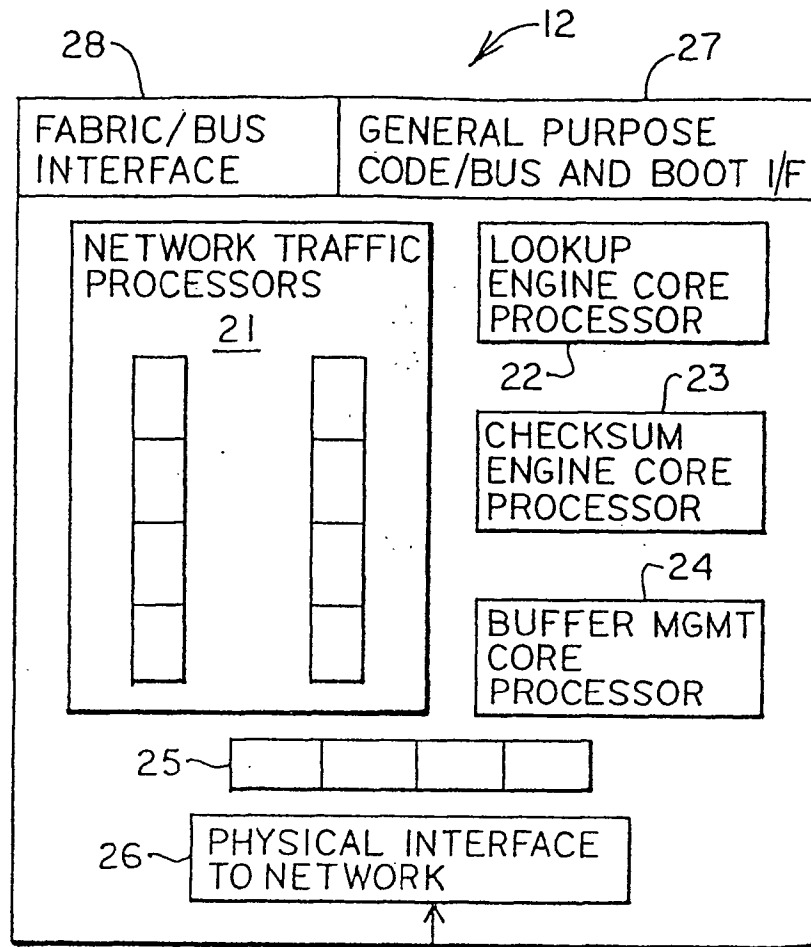 12
28
27
FABRIC/BUS
INTERFACE
GENERAL PURPOSE
CODE/BUS AND BOOT I/F
NETWORK TRAFFIC
PROCESSORS
21
LOOKUP
ENGINE CORE
PROCESSOR
22
23
CHECKSUM
ENGINE CORE
PROCESSOR
24
BUFFER MGMT
CORE
PROCESSOR
25
26
PHYSICAL INTERFACE
TO NETWORK